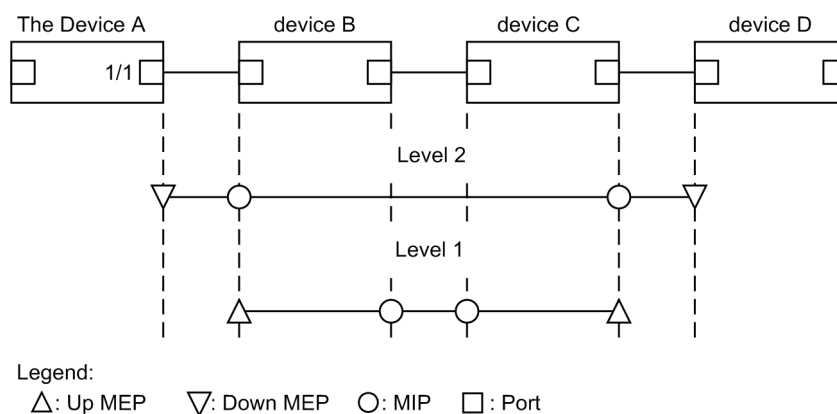 The Device A device B device C device D
1/1
Level 2
Level 1
Legend:
: Up MEP : Down MEP : MIP : Port